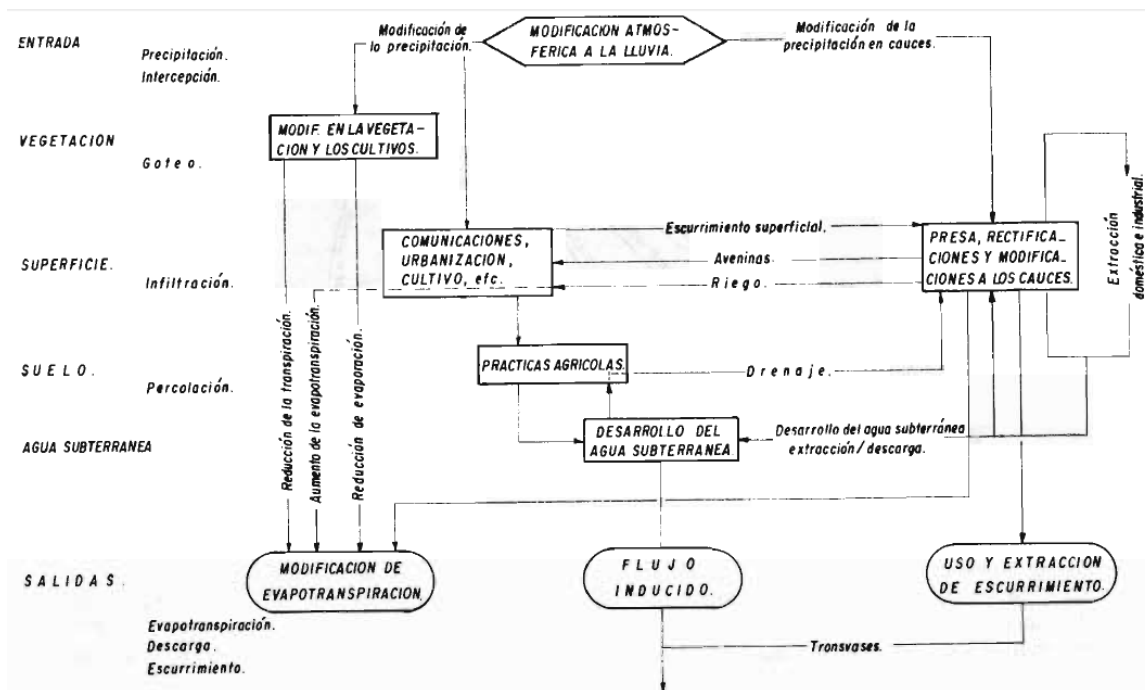 ENTRADA
Precipitación.
Intercepción.
Modificación de
la precipitación.
MODIFICACION ATMOS-
FERICA A LA LLUVIA.
Modificación de la
precipitación en cauces.
VEGETACION
Goteo.
MODIF. EN LA VEGETA-
CION Y LOS CULTIVOS.
SUPERFICIE.
Infiltración.
COMUNICACIONES,
URBANIZACIÓN,
CULTIVO, etc.
Escurrimiento superficial.
Aveninas.
Riego.
PRESA, RECTIFICA-
CIONES Y MODIFICA-
CIONES A LOS CAUCES.
Extracción
doméstica e industrial.
SUELO.
Percolación.
PRACTICAS AGRICOLAS.
Drenaje.
AGUA SUBTERRANEA
DESARROLLO DEL
AGUA SUBTERRANEA.
Desarrollo del agua subterránea
extracción/descarga.
Reducción de la transpiración.
Aumento de la evapotranspiración.
Reducción de evaporación.
SALIDAS.
Evapotranspiración.
Descarga.
Escurrimiento.
MODIFICACION DE
EVAPOTRANSPIRACION.
FLUJO
INDUCIDO.
USO Y EXTRACCION
DE ESCURRIMIENTO.
Tronsvases.